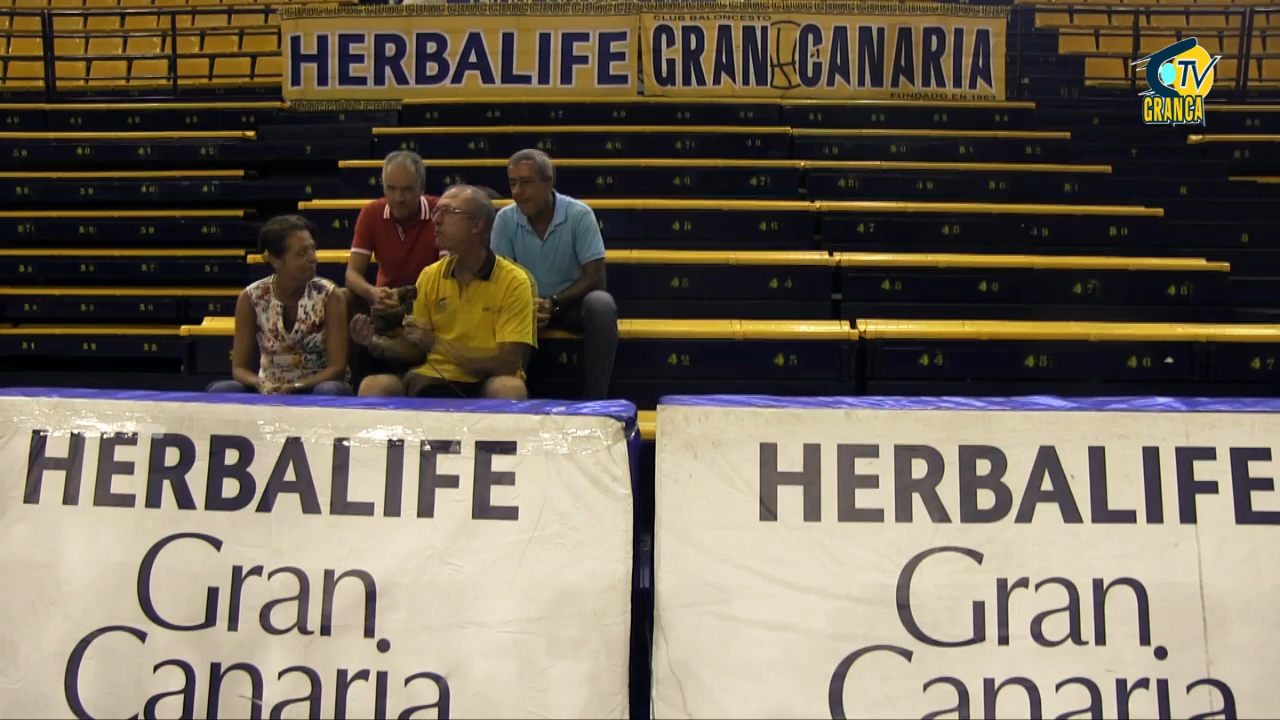 HERBALIFE
CLUB BALONCESTO
GRAN CANARIA
FUNDADO EN 1963
TV
GRANCA
HERBALIFE
Gran
Canaria
HERBALIFE
Gran
Canaria